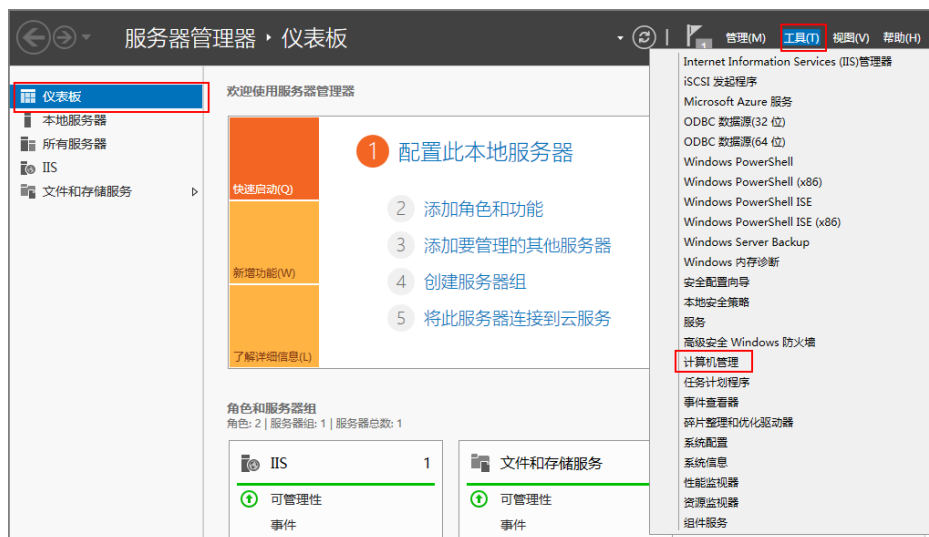 服务器管理器 · 仪表板
1
管理(M) 工具(T) 视图(V) 帮助(H)
仪表板
本地服务器
所有服务器
IIS
文件和存储服务
欢迎使用服务器管理器
快速启动(Q)
新增功能(W)
了解详细信息(L)
1 配置此本地服务器
2 添加角色和功能
3 添加要管理的其他服务器
4 创建服务器组
5 将此服务器连接到云服务
角色和服务器组
角色: 2 | 服务器组: 1 | 服务器总数: 1
IIS 1
可管理性
事件
文件和存储服务
可管理性
事件
Internet Information Services (IIS)管理器
iSCSI 发起程序
Microsoft Azure 服务
ODBC 数据源(32 位)
ODBC 数据源(64 位)
Windows PowerShell
Windows PowerShell (x86)
Windows PowerShell ISE
Windows PowerShell ISE (x86)
Windows Server Backup
Windows 内存诊断
安全配置向导
本地安全策略
服务
高级安全 Windows 防火墙
计算机管理
任务计划程序
事件查看器
碎片整理和优化驱动器
系统配置
系统信息
性能监视器
资源监视器
组件服务